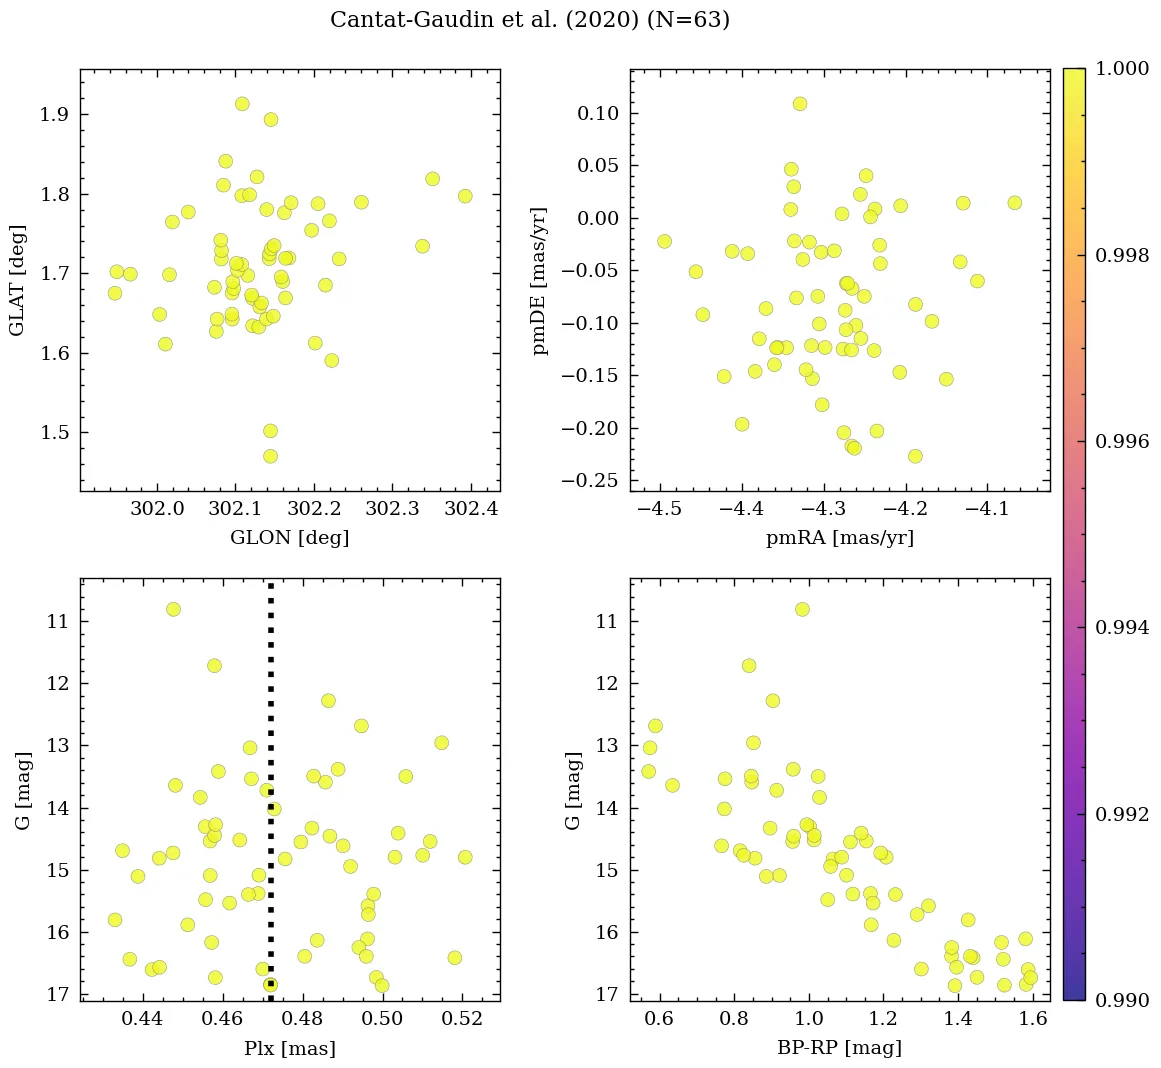 Cantat-Gaudin et al. (2020) (N=63)
1.9
1.8
1.7
1.6
1.5
GLAT [deg]
302.0 302.1 302.2 302.3 302.4
GLON [deg]
0.10
0.05
0.00
−0.05
−0.10
−0.15
−0.20
−0.25
pmDE [mas/yr]
−4.5 −4.4 −4.3 −4.2 −4.1
pmRA [mas/yr]
1.000
0.998
0.996
0.994
0.992
0.990
11
12
13
14
15
16
17
G [mag]
0.44 0.46 0.48 0.50 0.52
Plx [mas]
11
12
13
14
15
16
17
G [mag]
0.6 0.8 1.0 1.2 1.4 1.6
BP-RP [mag]